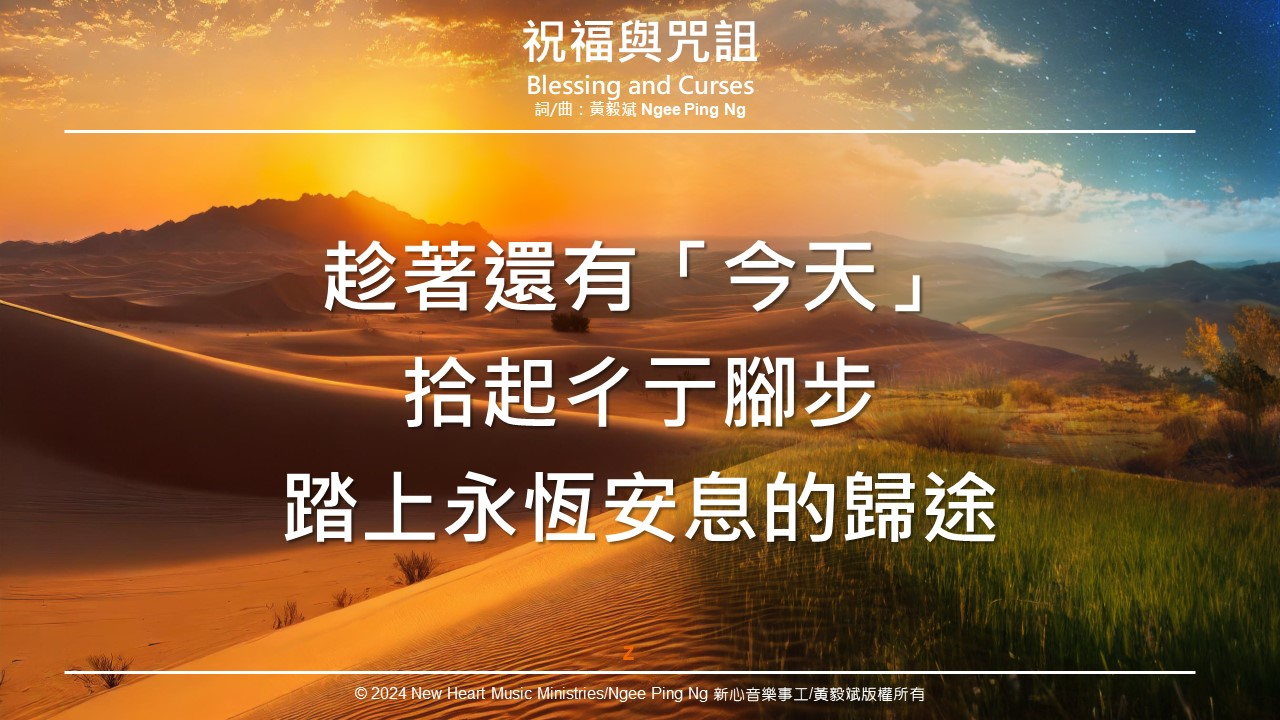 祝福與咒詛
Blessing and Curses
詞/曲：黃毅斌 Ngee Ping Ng
趁著還有「今天」
拾起彳亍腳步
踏上永恆安息的歸途
z
© 2024 New Heart Music Ministries/Ngee Ping Ng 新心音樂事工/黃毅斌版權所有